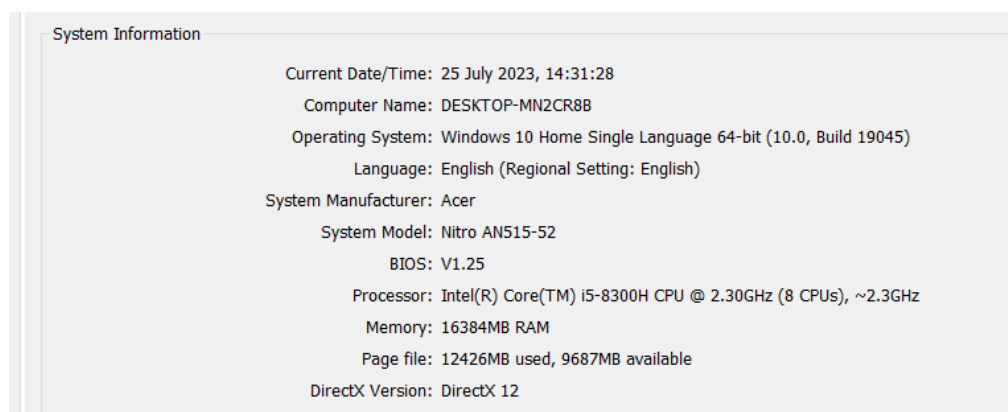 System Information
Current Date/Time: 25 July 2023, 14:31:28
Computer Name: DESKTOP-MN2CR8B
Operating System: Windows 10 Home Single Language 64-bit (10.0, Build 19045)
Language: English (Regional Setting: English)
System Manufacturer: Acer
System Model: Nitro AN515-52
BIOS: V1.25
Processor: Intel(R) Core(TM) i5-8300H CPU @ 2.30GHz (8 CPUs), ~2.3GHz
Memory: 16384MB RAM
Page file: 12426MB used, 9687MB available
DirectX Version: DirectX 12